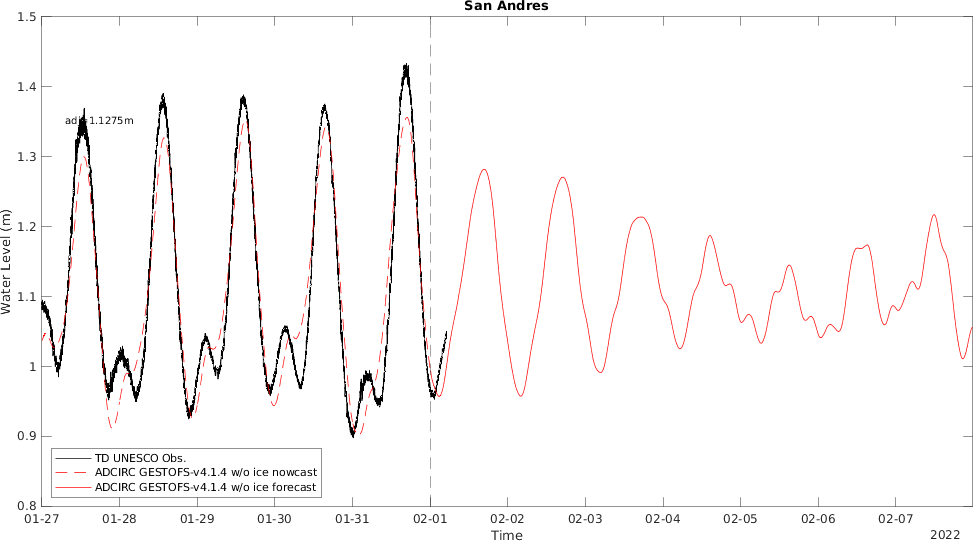 San Andres
1.5
1.4
1.3
1.2
1.1
1
0.9
0.8
Water Level (m)
adj=1.1275m
TD UNESCO Obs.
ADCIRC GESTOFS-v4.1.4 w/o ice nowcast
ADCIRC GESTOFS-v4.1.4 w/o ice forecast
01-27 01-28 01-29 01-30 01-31 02-01 02-02 02-03 02-04 02-05 02-06 02-07
Time
2022